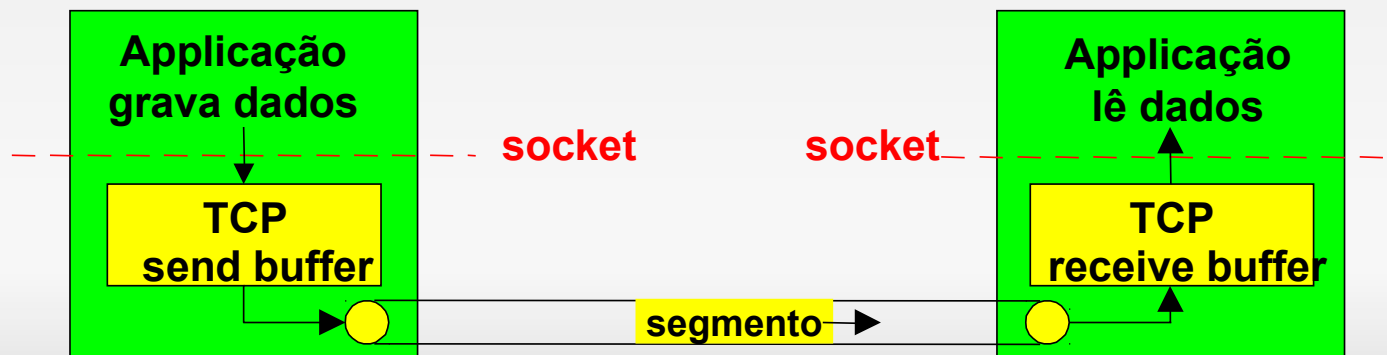 Applicação
grava dados
Applicação
lê dados
socket
socket
TCP
send buffer
TCP
receive buffer
segmento